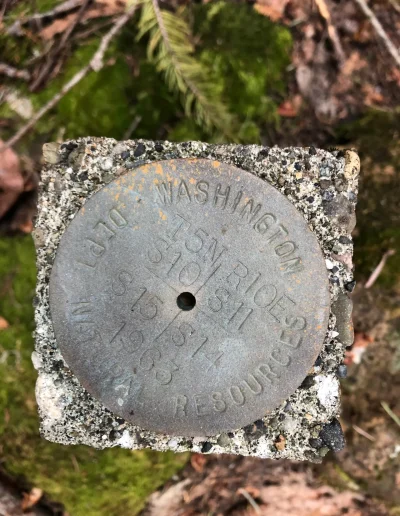 WASHINGTON
DEPT. NATURAL RESOURCES
T5N R10E
S10 S11
S15 S14
1963